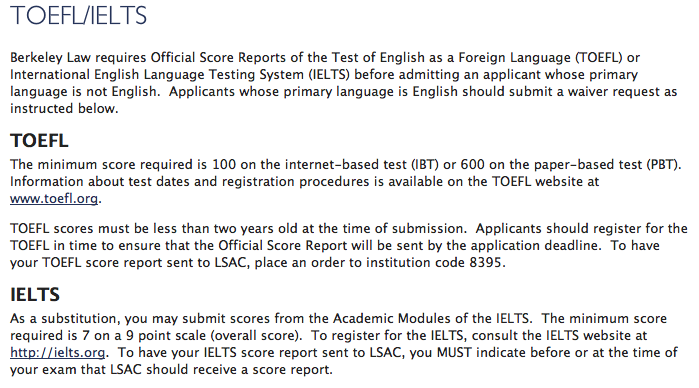 TOEFL/IELTS
Berkeley Law requires Official Score Reports of the Test of English as a Foreign Language (TOEFL) or
International English Language Testing System (IELTS) before admitting an applicant whose primary
language is not English.  Applicants whose primary language is English should submit a waiver request as
instructed below.
TOEFL
The minimum score required is 100 on the internet-based test (IBT) or 600 on the paper-based test (PBT).
Information about test dates and registration procedures is available on the TOEFL website at
www.toefl.org.
TOEFL scores must be less than two years old at the time of submission.  Applicants should register for the
TOEFL in time to ensure that the Official Score Report will be sent by the application deadline.  To have
your TOEFL score report sent to LSAC, place an order to institution code 8395.
IELTS
As a substitution, you may submit scores from the Academic Modules of the IELTS.  The minimum score
required is 7 on a 9 point scale (overall score).  To register for the IELTS, consult the IELTS website at
http://ielts.org.  To have your IELTS score report sent to LSAC, you MUST indicate before or at the time of
your exam that LSAC should receive a score report.